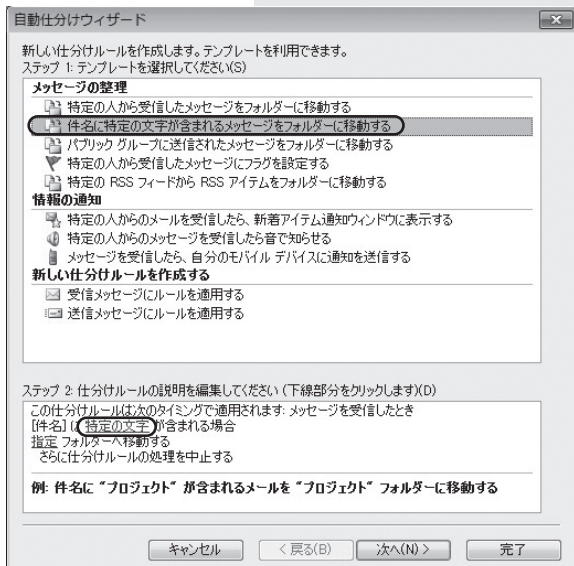 自動仕分けウィザード
新しい仕分けルールを作成します。テンプレートを利用できます。
ステップ 1: テンプレートを選択してください(S)
メッセージの整理
特定の人から受信したメッセージをフォルダーに移動する
件名に特定の文字が含まれるメッセージをフォルダーに移動する
パブリック グループに送信されたメッセージをフォルダーに移動する
特定の人から受信したメッセージにフラグを設定する
特定の RSS フィードから RSS アイテムをフォルダーに移動する
情報の通知
特定の人からのメールを受信したら、新着アイテム通知ウィンドウに表示する
特定の人からのメッセージを受信したら音で知らせる
メッセージを受信したら、自分のモバイル デバイスに通知を送信する
新しい仕分けルールを作成する
受信メッセージにルールを適用する
送信メッセージにルールを適用する
ステップ 2: 仕分けルールの説明を編集してください (下線部分をクリックします)(D)
この仕分けルールは次のタイミングで適用されます: メッセージを受信したとき
[件名] に 特定の文字 が含まれる場合
指定 フォルダーへ移動する
さらに仕分けルールの処理を中止する
例: 件名に "プロジェクト" が含まれるメールを "プロジェクト" フォルダーに移動する
キャンセル
< 戻る(B)
次へ(N) >
完了